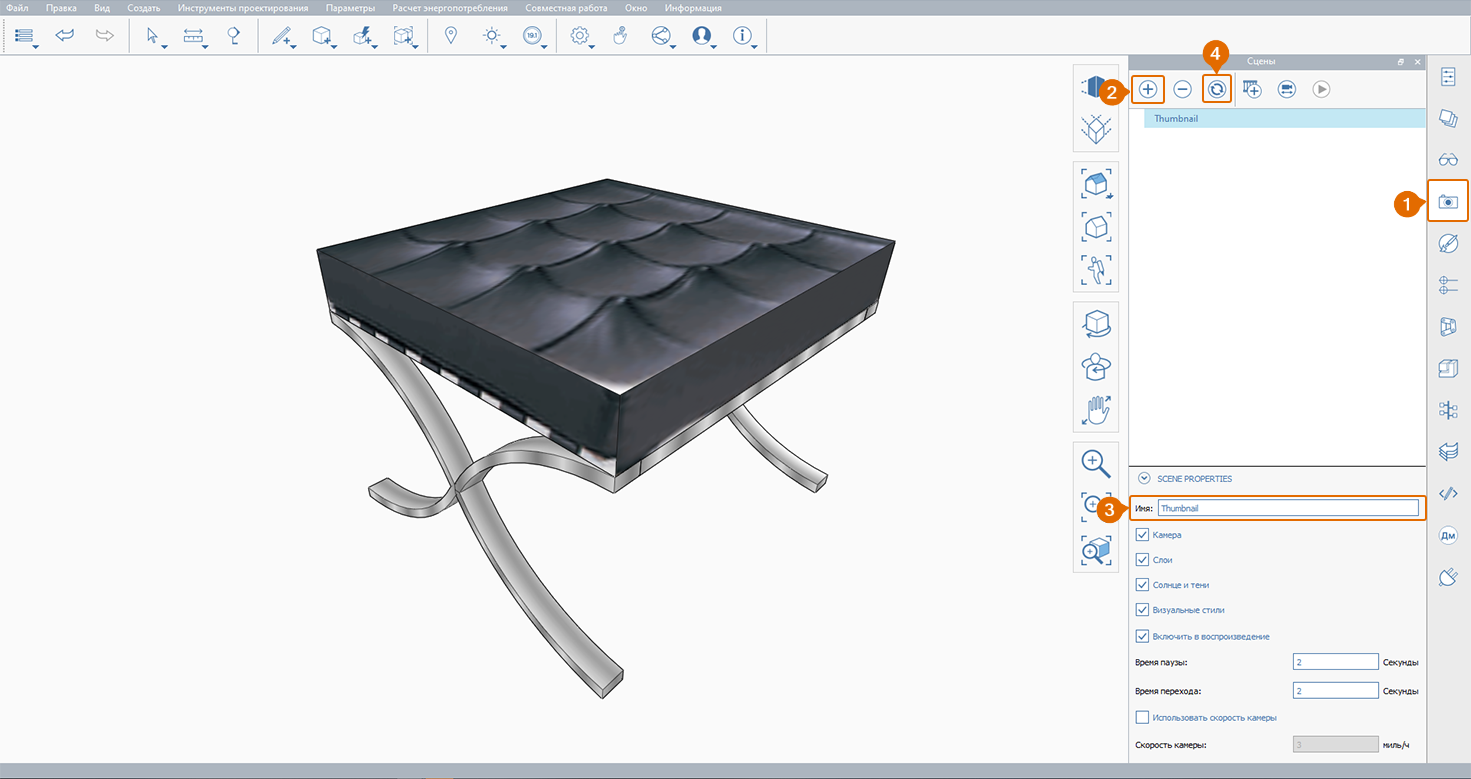 Файл Правка Вид Создать Инструменты проектирования Параметры Расчет энергопотребления Совместная работа Окно Информация
19:1
4
Сцены
2
Thumbnail
1
SCENE PROPERTIES
3
Имя: Thumbnail
Камера
Слои
ДМ
Солнце и тени
Визуальные стили
Включить в воспроизведение
Время паузы: 2 Секунды
Время перехода: 2 Секунды
Использовать скорость камеры
Скорость камеры: 3 миль/ч